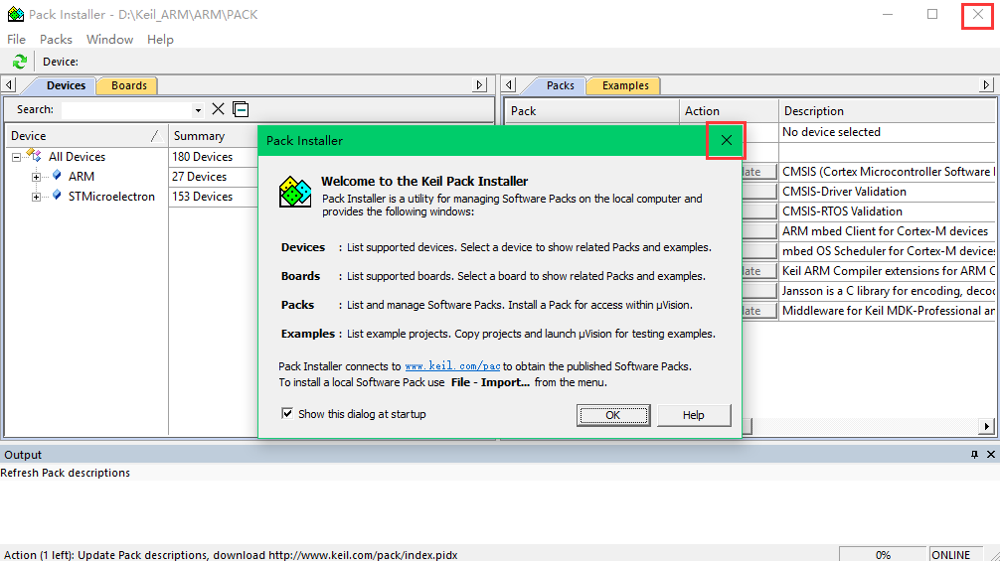 Pack Installer - D:\Keil_ARM\ARM\PACK
File Packs Window Help
Device:
Devices Boards
Packs Examples
Search:
Device Summary
Pack Action Description
All Devices 180 Devices
ARM 27 Devices
STMicroelectron 153 Devices
No device selected
CMSIS (Cortex Microcontroller Software
CMSIS-Driver Validation
CMSIS-RTOS Validation
ARM mbed Client for Cortex-M devices
mbed OS Scheduler for Cortex-M devices
Keil ARM Compiler extensions for ARM C
Jansson is a C library for encoding, deco
Middleware for Keil MDK-Professional an
Pack Installer
Welcome to the Keil Pack Installer
Pack Installer is a utility for managing Software Packs on the local computer and
provides the following windows:
Devices : List supported devices. Select a device to show related Packs and examples.
Boards : List supported boards. Select a board to show related Packs and examples.
Packs : List and manage Software Packs. Install a Pack for access within µVision.
Examples : List example projects. Copy projects and launch µVision for testing examples.
Pack Installer connects to www.keil.com/pac to obtain the published Software Packs.
To install a local Software Pack use File - Import... from the menu.
Show this dialog at startup
OK Help
Output
Refresh Pack descriptions
Action (1 left): Update Pack descriptions, download http://www.keil.com/pack/index.pidx
0% ONLINE